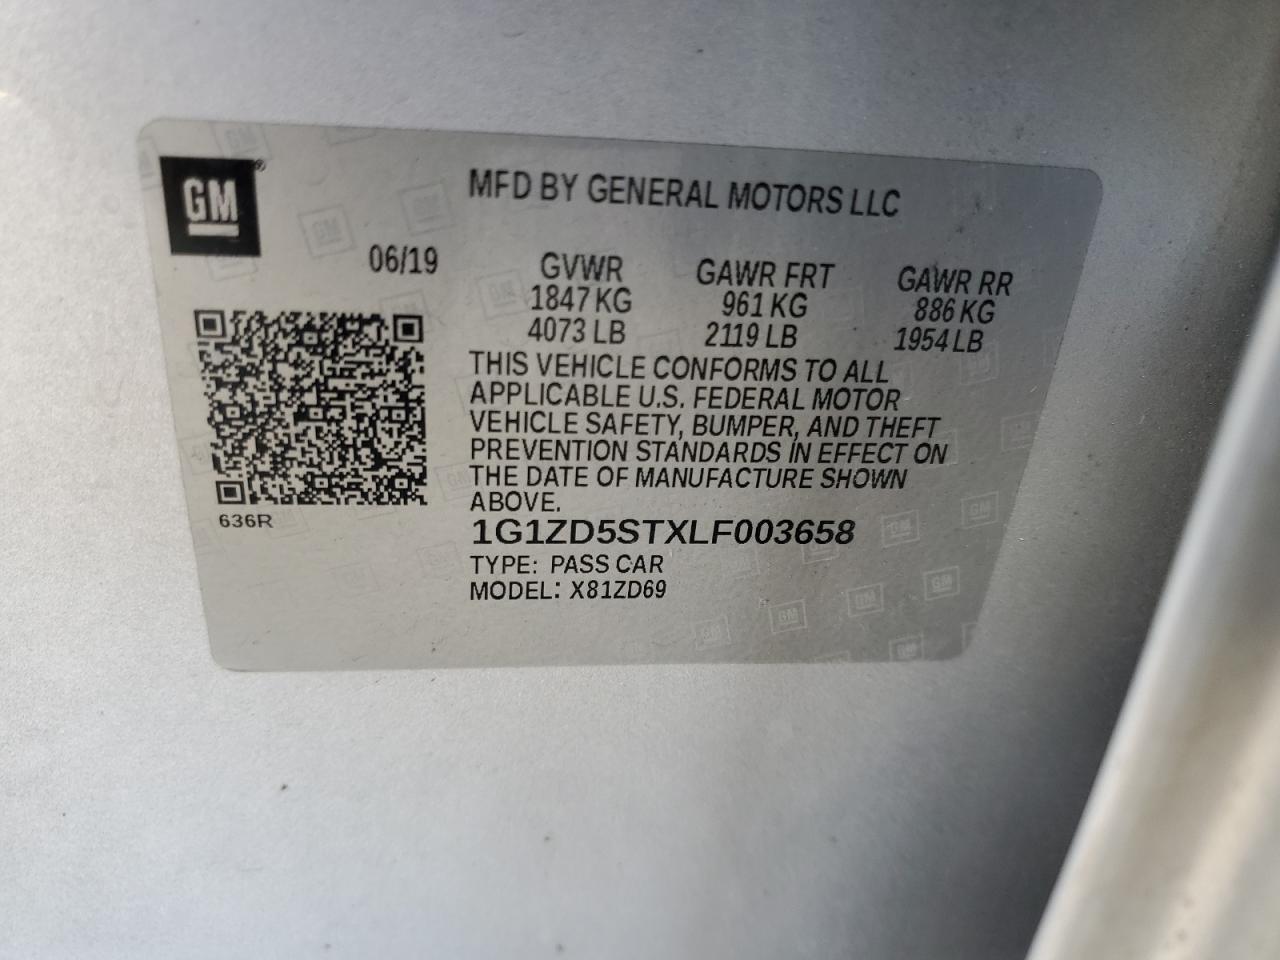 GM®
MFD BY GENERAL MOTORS LLC
06/19
GVWR GAWR FRT GAWR RR
1847 KG 961 KG 886 KG
4073 LB 2119 LB 1954 LB
THIS VEHICLE CONFORMS TO ALL
APPLICABLE U.S. FEDERAL MOTOR
VEHICLE SAFETY, BUMPER, AND THEFT
PREVENTION STANDARDS IN EFFECT ON
THE DATE OF MANUFACTURE SHOWN
ABOVE.
636R
1G1ZD5STXLF003658
TYPE: PASS CAR
MODEL: X81ZD69